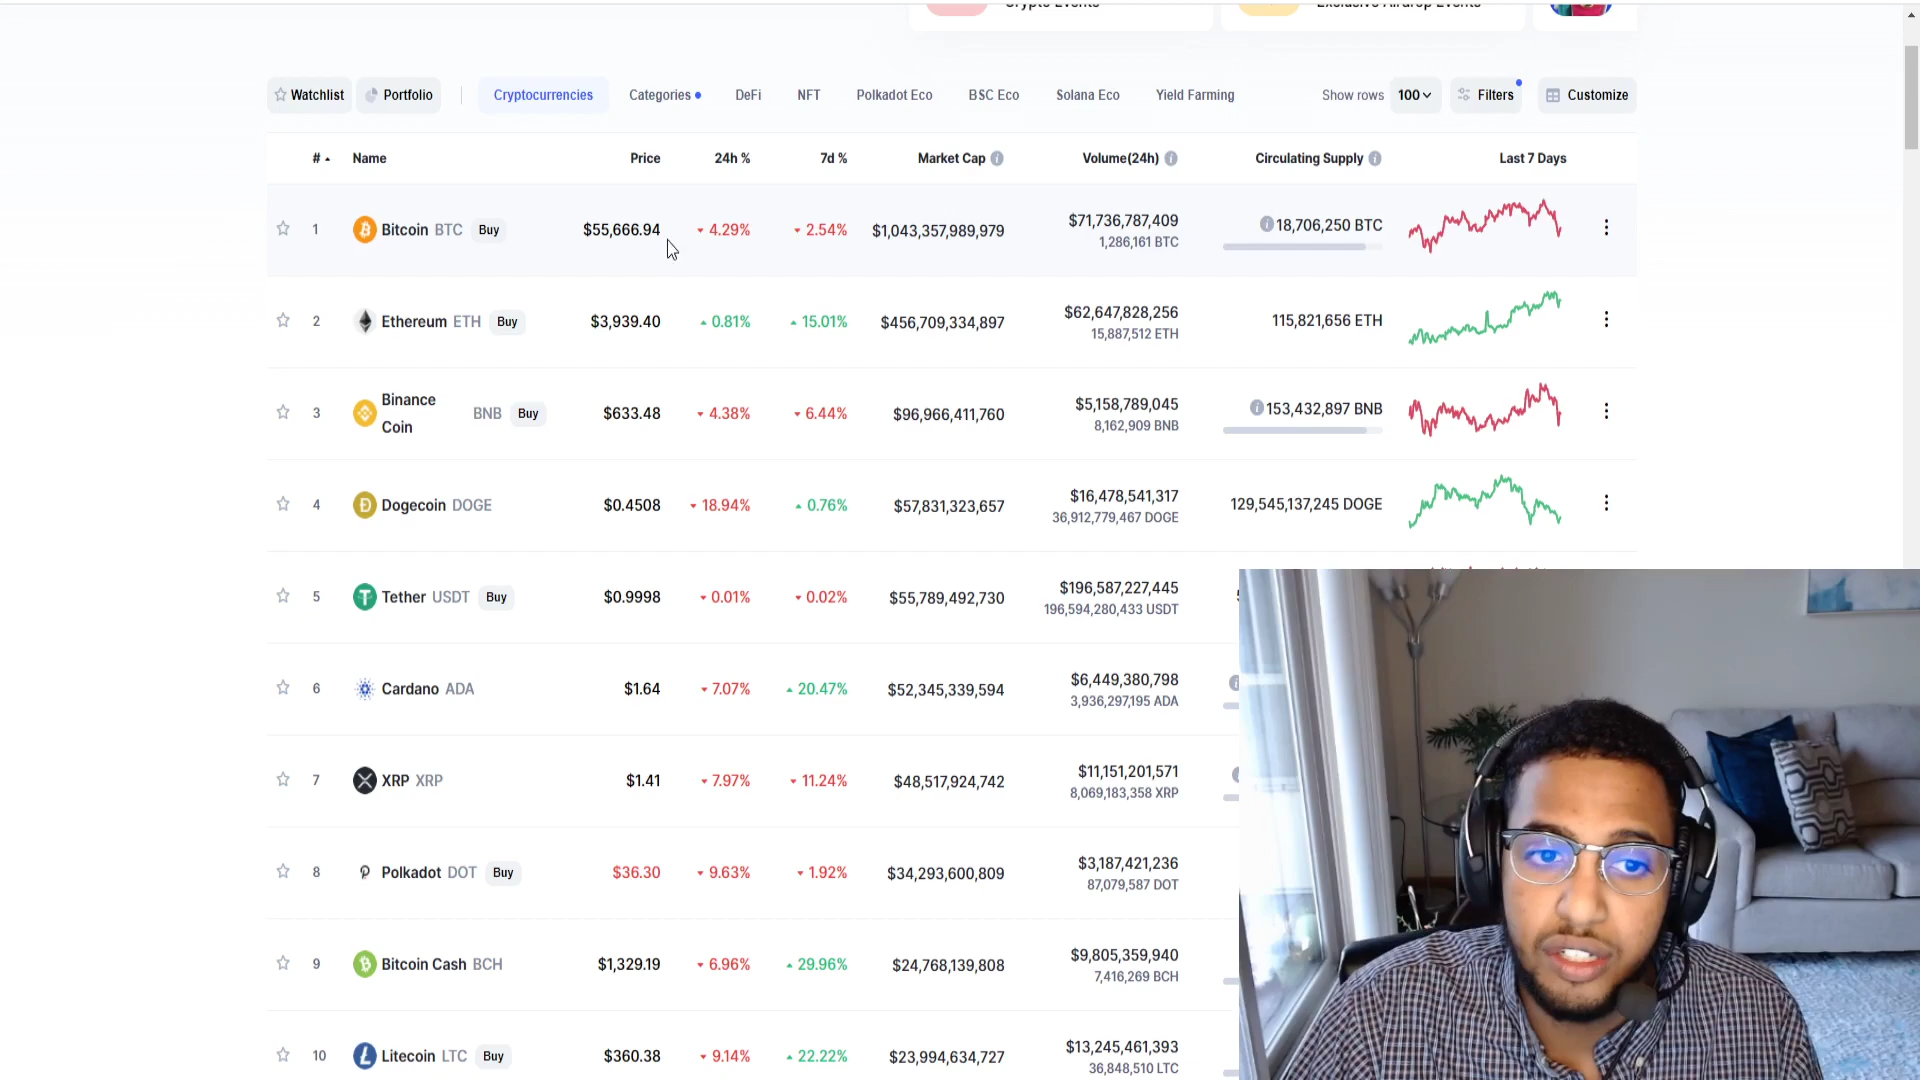 Crypto Events
Exclusive Airdrop Events
Watchlist Portfolio Cryptocurrencies Categories DeFi NFT Polkadot Eco BSC Eco Solana Eco Yield Farming Show rows 100 Filters Customize
# Name Price 24h % 7d % Market Cap Volume(24h) Circulating Supply Last 7 Days
1 Bitcoin BTC Buy $55,666.94 4.29% 2.54% $1,043,357,989,979 $71,736,787,409 18,706,250 BTC
1,286,161 BTC
2 Ethereum ETH Buy $3,939.40 0.81% 15.01% $456,709,334,897 $62,647,828,256 115,821,656 ETH
15,887,512 ETH
3 Binance Coin BNB Buy $633.48 4.38% 6.44% $96,966,411,760 $5,158,789,045 153,432,897 BNB
8,162,909 BNB
4 Dogecoin DOGE $0.4508 18.94% 0.76% $57,831,323,657 $16,478,541,317 129,545,137,245 DOGE
36,912,779,467 DOGE
5 Tether USDT Buy $0.9998 0.01% 0.02% $55,789,492,730 $196,587,227,445
196,594,280,433 USDT
6 Cardano ADA $1.64 7.07% 20.47% $52,345,339,594 $6,449,380,798
3,936,297,195 ADA
7 XRP XRP $1.41 7.97% 11.24% $48,517,924,742 $11,151,201,571
8,069,183,358 XRP
8 Polkadot DOT Buy $36.30 9.63% 1.92% $34,293,600,809 $3,187,421,236
87,079,587 DOT
9 Bitcoin Cash BCH $1,329.19 6.96% 29.96% $24,768,139,808 $9,805,359,940
7,416,269 BCH
10 Litecoin LTC Buy $360.38 9.14% 22.22% $23,994,634,727 $13,245,461,393
36,848,510 LTC